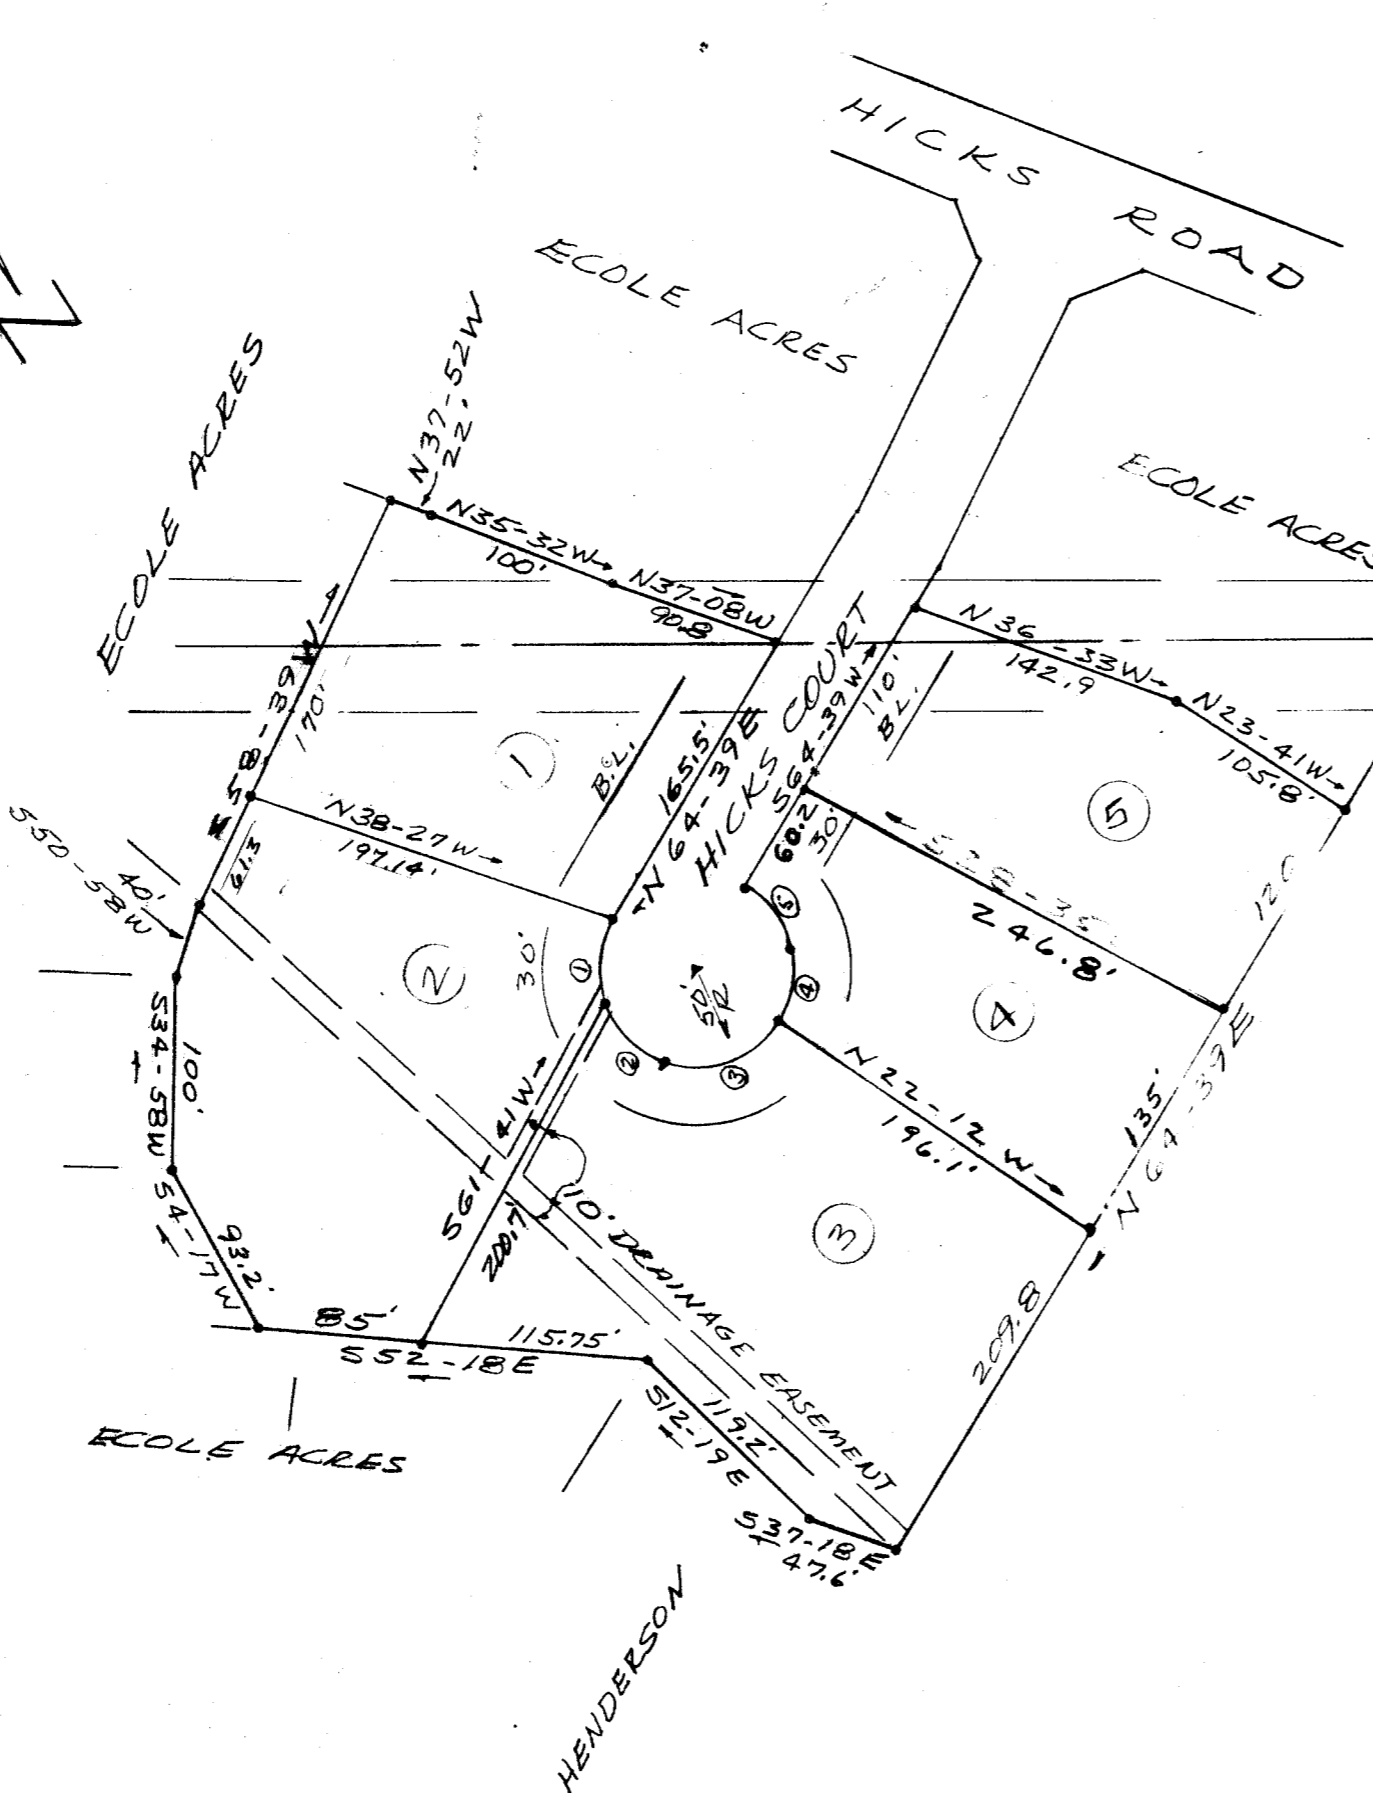 HICKS ROAD
ECOLE ACRES
ECOLE ACRES
ECOLE ACRES
N37-52W
22.'
N35-32W
100'
N37-08W
90.8
N36-33W
142.9
N23-41W
105.8'
58-39W
170'
1
B.L.
165.5'
N64-39E
HICKS COURT
S64-39W
110'
B.L.
60.2
30'
5
S28-35
246.8'
120
N38-27W
197.14'
61.3
S50-58W
40'
2
30'
1
2
3
4
5
50'
R
4
N22-12W
196.1'
135'
N64-39E
S34-58W
100'
S61-41W
200.7'
10' DRAINAGE EASEMENT
3
209.8
S4-17W
93.2'
85'
115.75'
S52-18E
S12-19E
119.2'
S37-18E
47.6'
ECOLE ACRES
HENDERSON